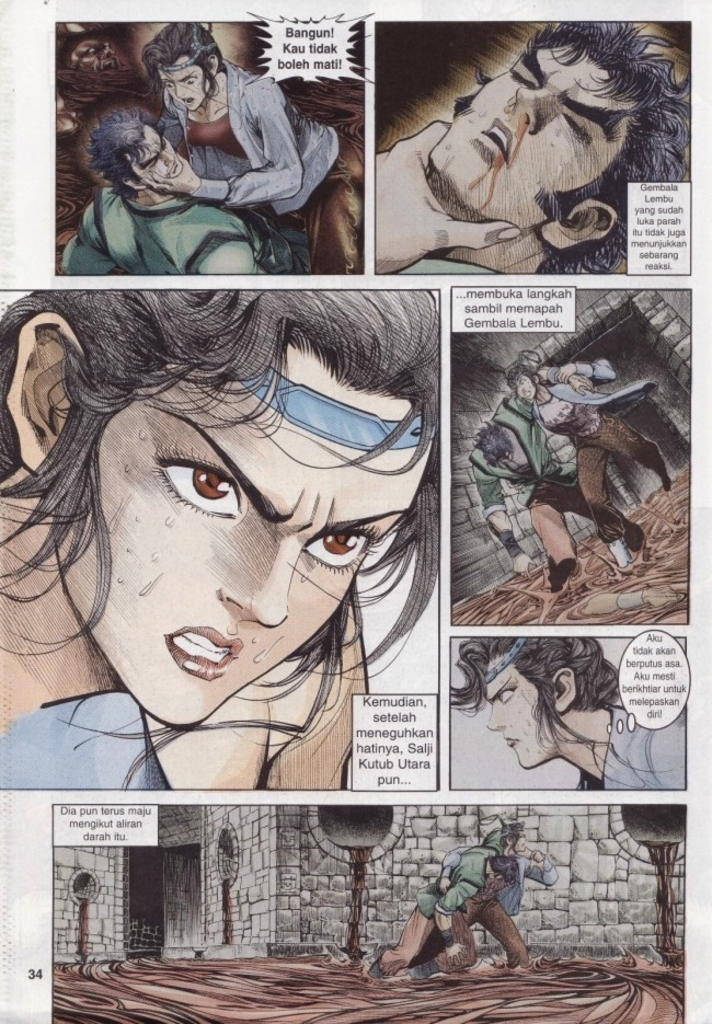 Bangun!
Kau tidak
boleh mati!
Gembala
Lembu
yang sudah
luka parah
itu tidak juga
menunjukkan
sebarang
reaksi.
Kemudian,
setelah
meneguhkan
hatinya, Salji
Kutub Utara
pun...
...membuka langkah
sambil memapah
Gembala Lembu.
Aku
tidak akan
berputus asa.
Aku mesti
berikhtiar untuk
melepaskan
diri!
Dia pun terus maju
mengikut aliran
darah itu.
34